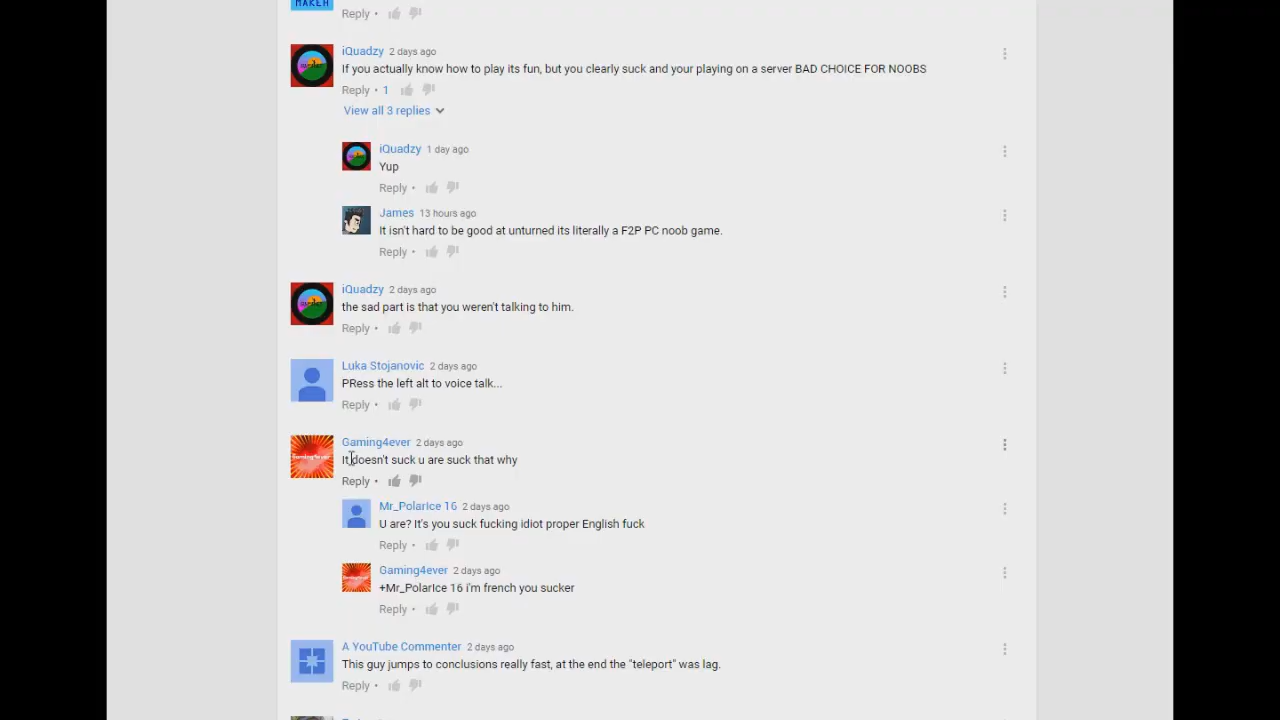 MAKER
Reply •
iQuadzy 2 days ago
If you actually know how to play its fun, but you clearly suck and your playing on a server BAD CHOICE FOR NOOBS
Reply • 1
View all 3 replies
iQuadzy 1 day ago
Yup
Reply •
James 13 hours ago
It isn't hard to be good at unturned its literally a F2P PC noob game.
Reply •
iQuadzy 2 days ago
the sad part is that you weren't talking to him.
Reply •
Luka Stojanovic 2 days ago
PRess the left alt to voice talk...
Reply •
Gaming4ever 2 days ago
It doesn't suck u are suck that why
Reply •
Mr_PolarIce 16 2 days ago
U are? It's you suck fucking idiot proper English fuck
Reply •
Gaming4ever 2 days ago
+Mr_PolarIce 16 i'm french you sucker
Reply •
A YouTube Commenter 2 days ago
This guy jumps to conclusions really fast, at the end the "teleport" was lag.
Reply •